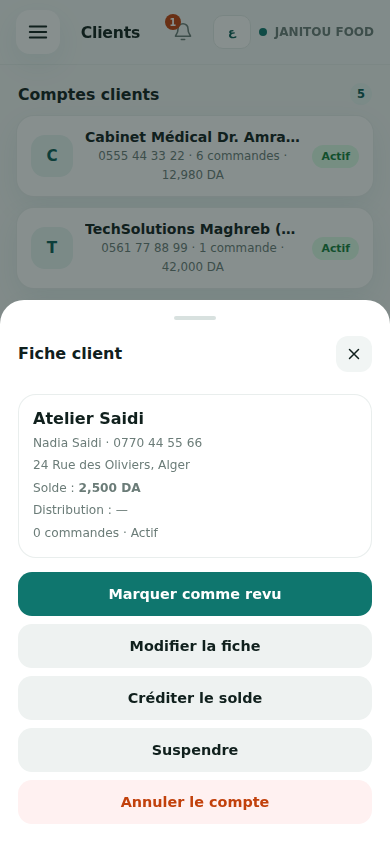 Clients
1
ع
JANITOU FOOD
Comptes clients
5
C
Cabinet Médical Dr. Amra…
0555 44 33 22 · 6 commandes ·
12,980 DA
Actif
T
TechSolutions Maghreb (…
0561 77 88 99 · 1 commande ·
42,000 DA
Actif
Fiche client
Atelier Saidi
Nadia Saidi · 0770 44 55 66
24 Rue des Oliviers, Alger
Solde : 2,500 DA
Distribution : —
0 commandes · Actif
Marquer comme revu
Modifier la fiche
Créditer le solde
Suspendre
Annuler le compte